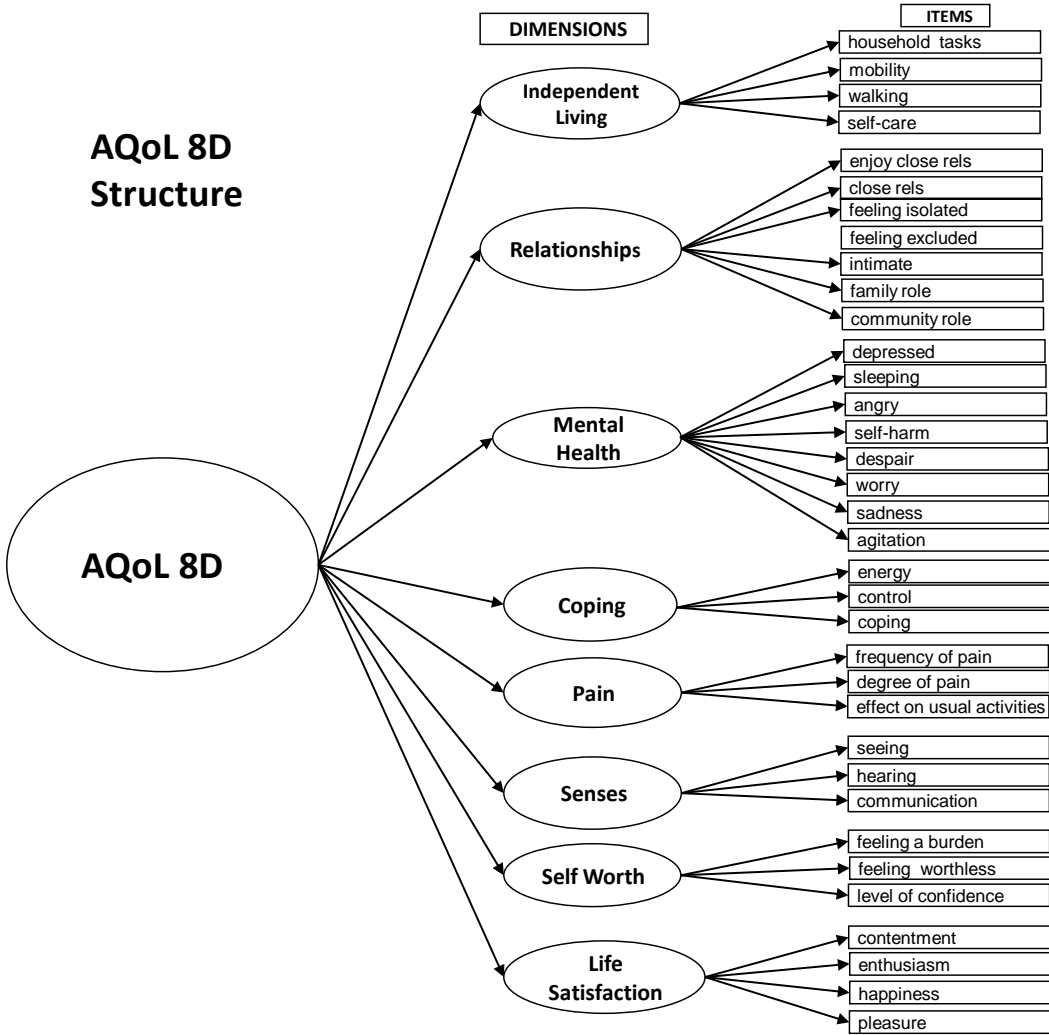 ITEMS
DIMENSIONS
AQoL 8D
Structure
AQoL 8D
Independent
Living
household tasks
mobility
walking
self-care
Relationships
enjoy close rels
close rels
feeling isolated
feeling excluded
intimate
family role
community role
Mental
Health
depressed
sleeping
angry
self-harm
despair
worry
sadness
agitation
Coping
energy
control
coping
Pain
frequency of pain
degree of pain
effect on usual activities
Senses
seeing
hearing
communication
Self Worth
feeling a burden
feeling worthless
level of confidence
Life
Satisfaction
contentment
enthusiasm
happiness
pleasure